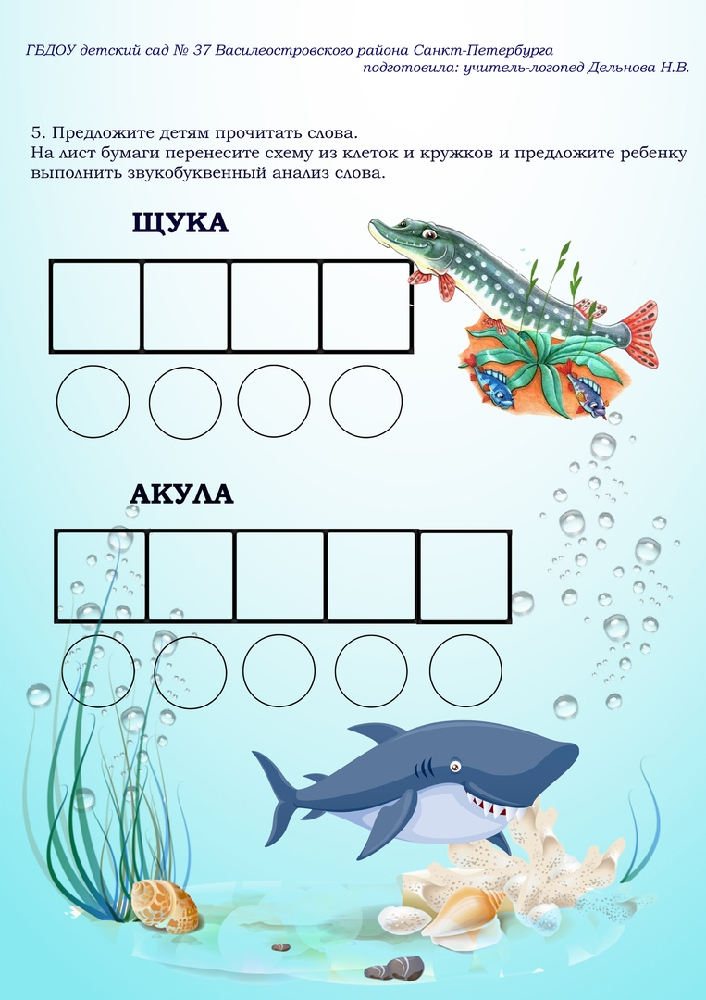 ГБДОУ детский сад № 37 Василеостровского района Санкт-Петербурга
подготовила: учитель-логопед Дельнова Н.В.
5. Предложите детям прочитать слова.
На лист бумаги перенесите схему из клеток и кружков и предложите ребенку
выполнить звукобуквенный анализ слова.
ЩУКА
АКУЛА